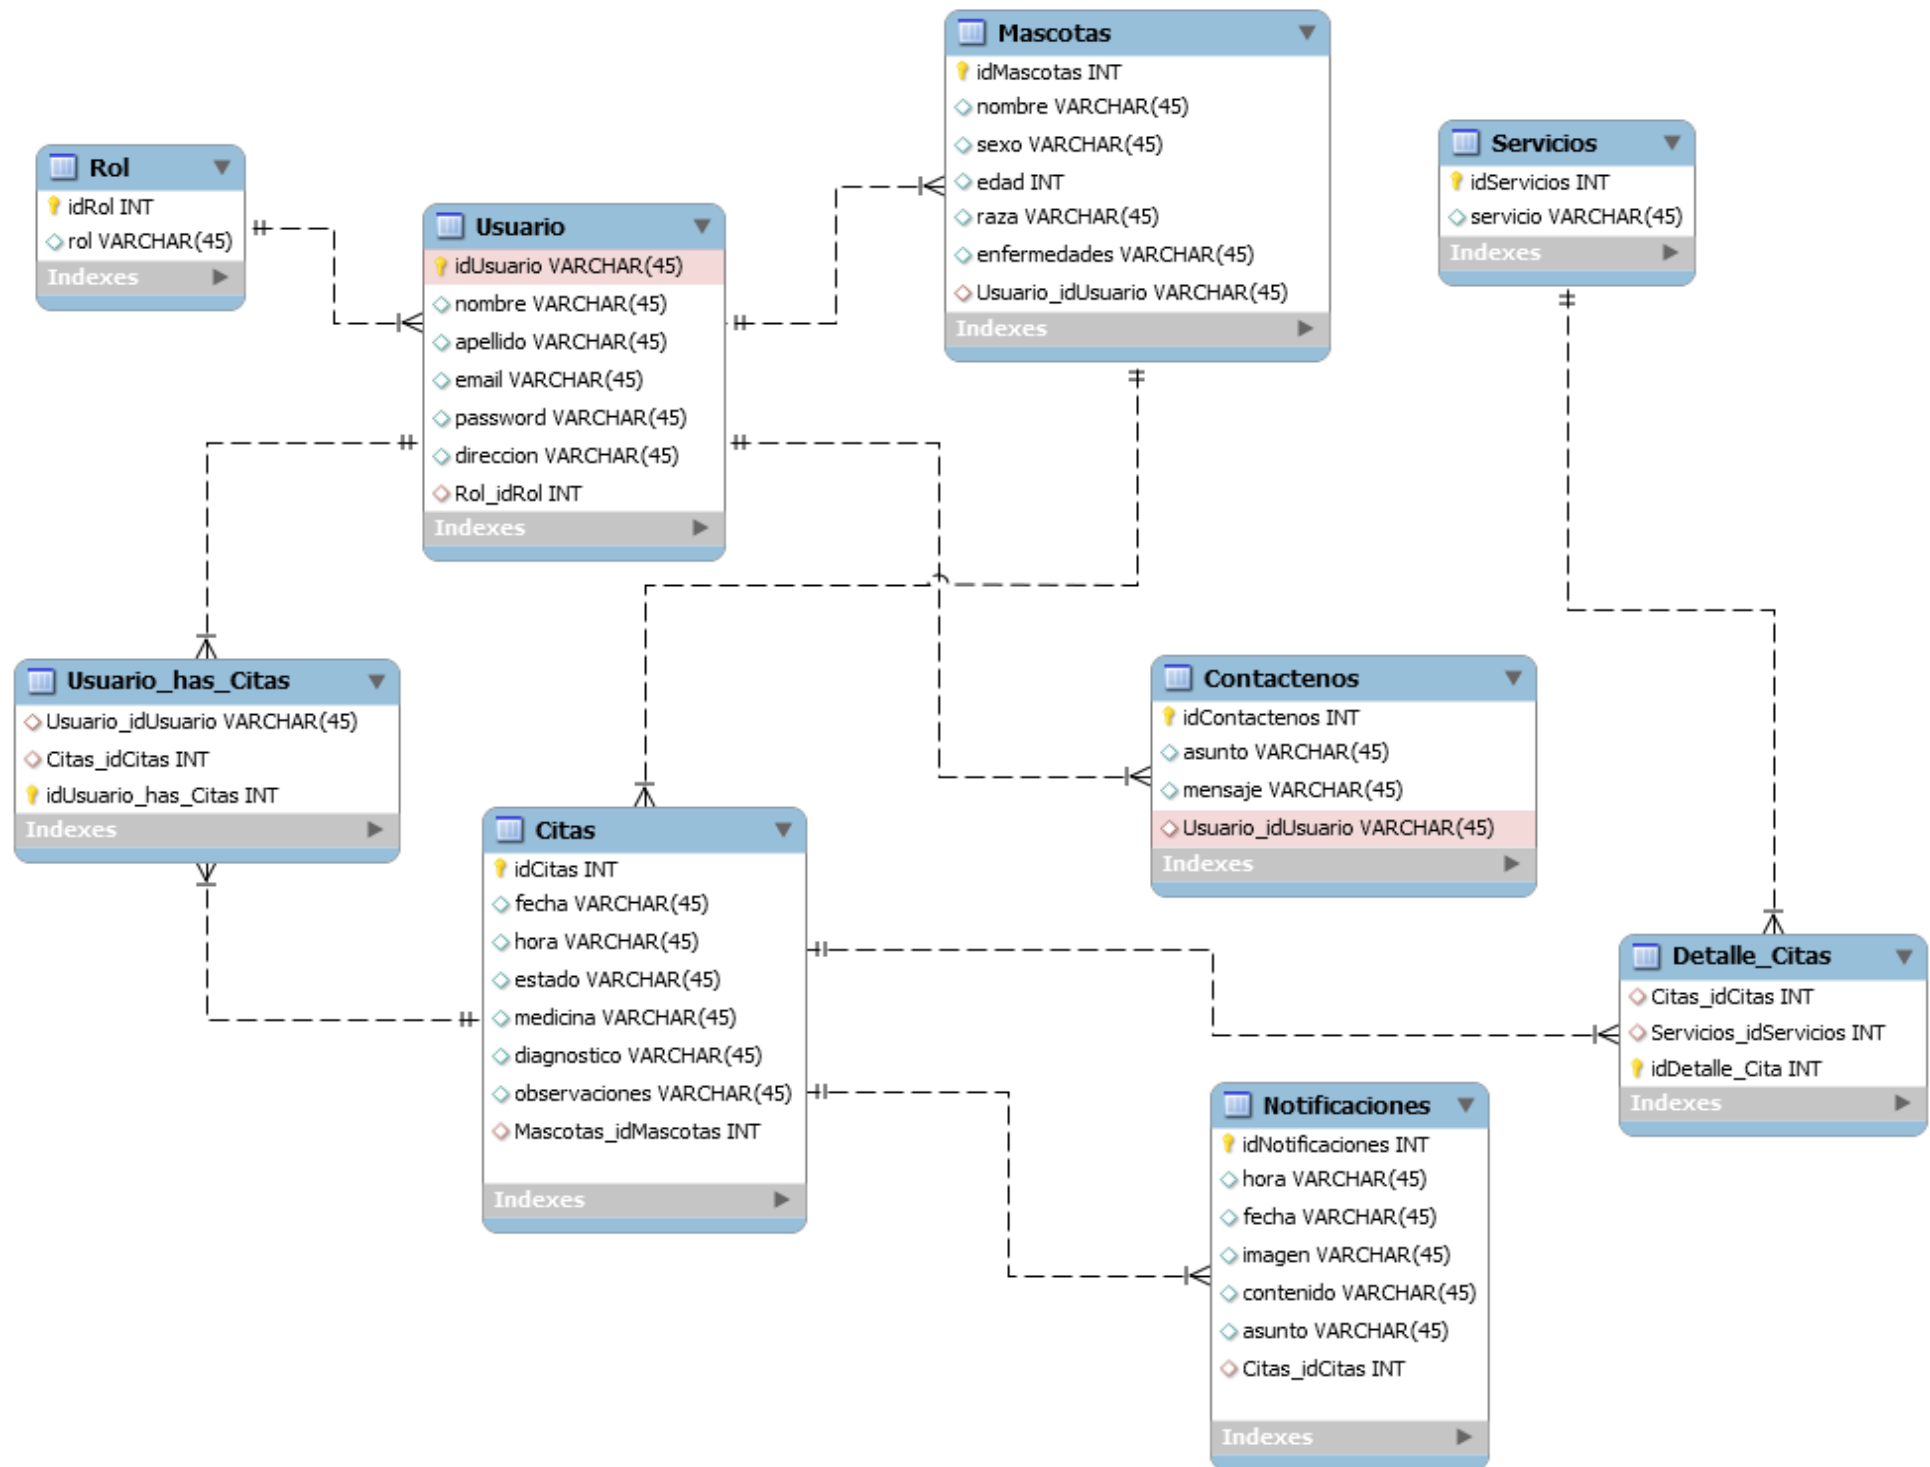 Mascotas
idMascotas INT
nombre VARCHAR(45)
sexo VARCHAR(45)
edad INT
raza VARCHAR(45)
enfermedades VARCHAR(45)
Usuario_idUsuario VARCHAR(45)
Indexes
Servicios
idServicios INT
servicio VARCHAR(45)
Indexes
Rol
idRol INT
rol VARCHAR(45)
Indexes
Usuario
idUsuario VARCHAR(45)
nombre VARCHAR(45)
apellido VARCHAR(45)
email VARCHAR(45)
password VARCHAR(45)
direccion VARCHAR(45)
Rol_idRol INT
Indexes
Usuario_has_Citas
Usuario_idUsuario VARCHAR(45)
Citas_idCitas INT
idUsuario_has_Citas INT
Indexes
Contactenos
idContactenos INT
asunto VARCHAR(45)
mensaje VARCHAR(45)
Usuario_idUsuario VARCHAR(45)
Indexes
Citas
idCitas INT
fecha VARCHAR(45)
hora VARCHAR(45)
estado VARCHAR(45)
medicina VARCHAR(45)
diagnostico VARCHAR(45)
observaciones VARCHAR(45)
Mascotas_idMascotas INT
Indexes
Detalle_Citas
Citas_idCitas INT
Servicios_idServicios INT
idDetalle_Cita INT
Indexes
Notificaciones
idNotificaciones INT
hora VARCHAR(45)
fecha VARCHAR(45)
imagen VARCHAR(45)
contenido VARCHAR(45)
asunto VARCHAR(45)
Citas_idCitas INT
Indexes